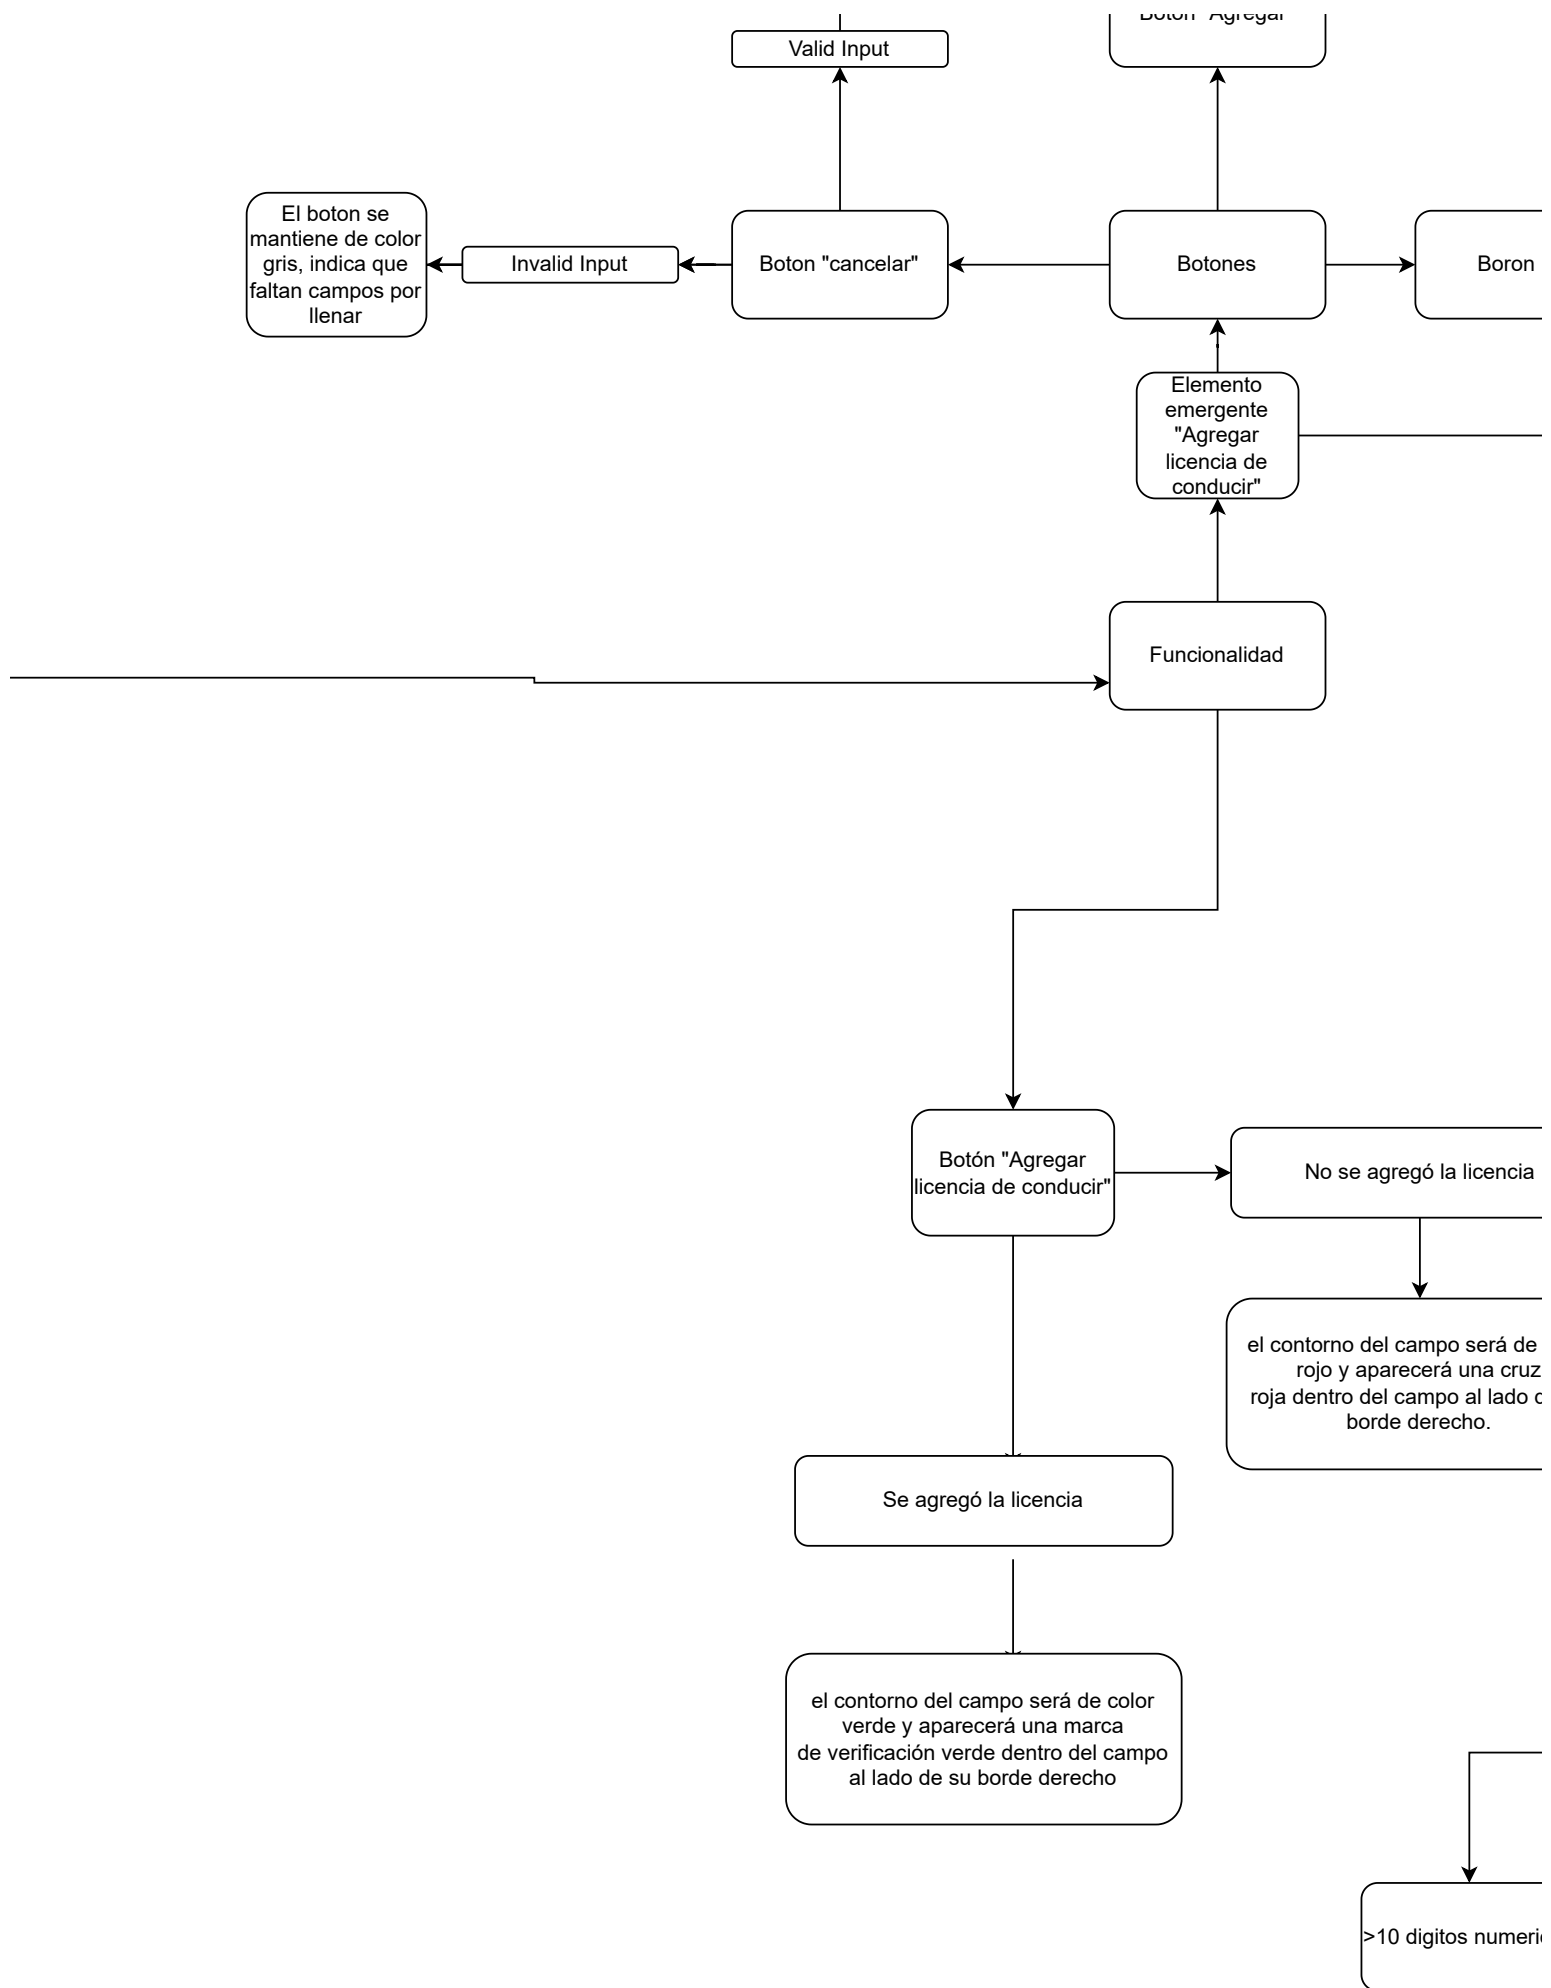 Boton "Agregar
Valid Input
El boton se
mantiene de color
gris, indica que
faltan campos por
llenar
Invalid Input
Boton "cancelar"
Botones
Boron
Elemento
emergente
"Agregar
licencia de
conducir"
Funcionalidad
Botón "Agregar
licencia de conducir"
No se agregó la licencia
el contorno del campo será de
rojo y aparecerá una cruz
roja dentro del campo al lado
borde derecho.
Se agregó la licencia
el contorno del campo será de color
verde y aparecerá una marca
de verificación verde dentro del campo
al lado de su borde derecho
>10 digitos